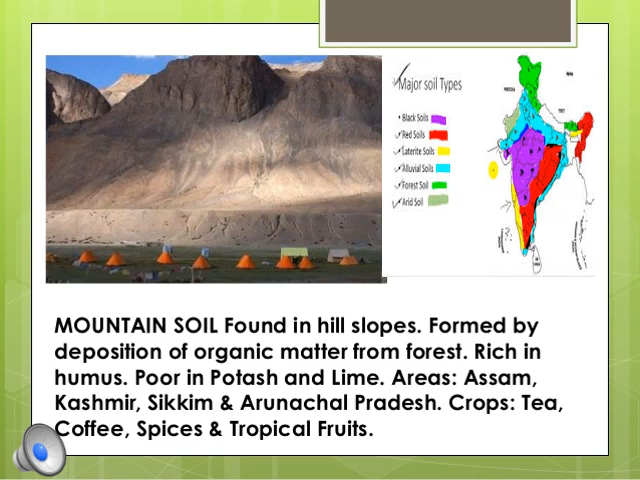 Major soil Types
• Black Soils
Red Soils
Laterite Soils
Alluvial Soils
Forest Soil
Arid Soil
MOUNTAIN SOIL Found in hill slopes. Formed by
deposition of organic matter from forest. Rich in
humus. Poor in Potash and Lime. Areas: Assam,
Kashmir, Sikkim & Arunachal Pradesh. Crops: Tea,
Coffee, Spices & Tropical Fruits.